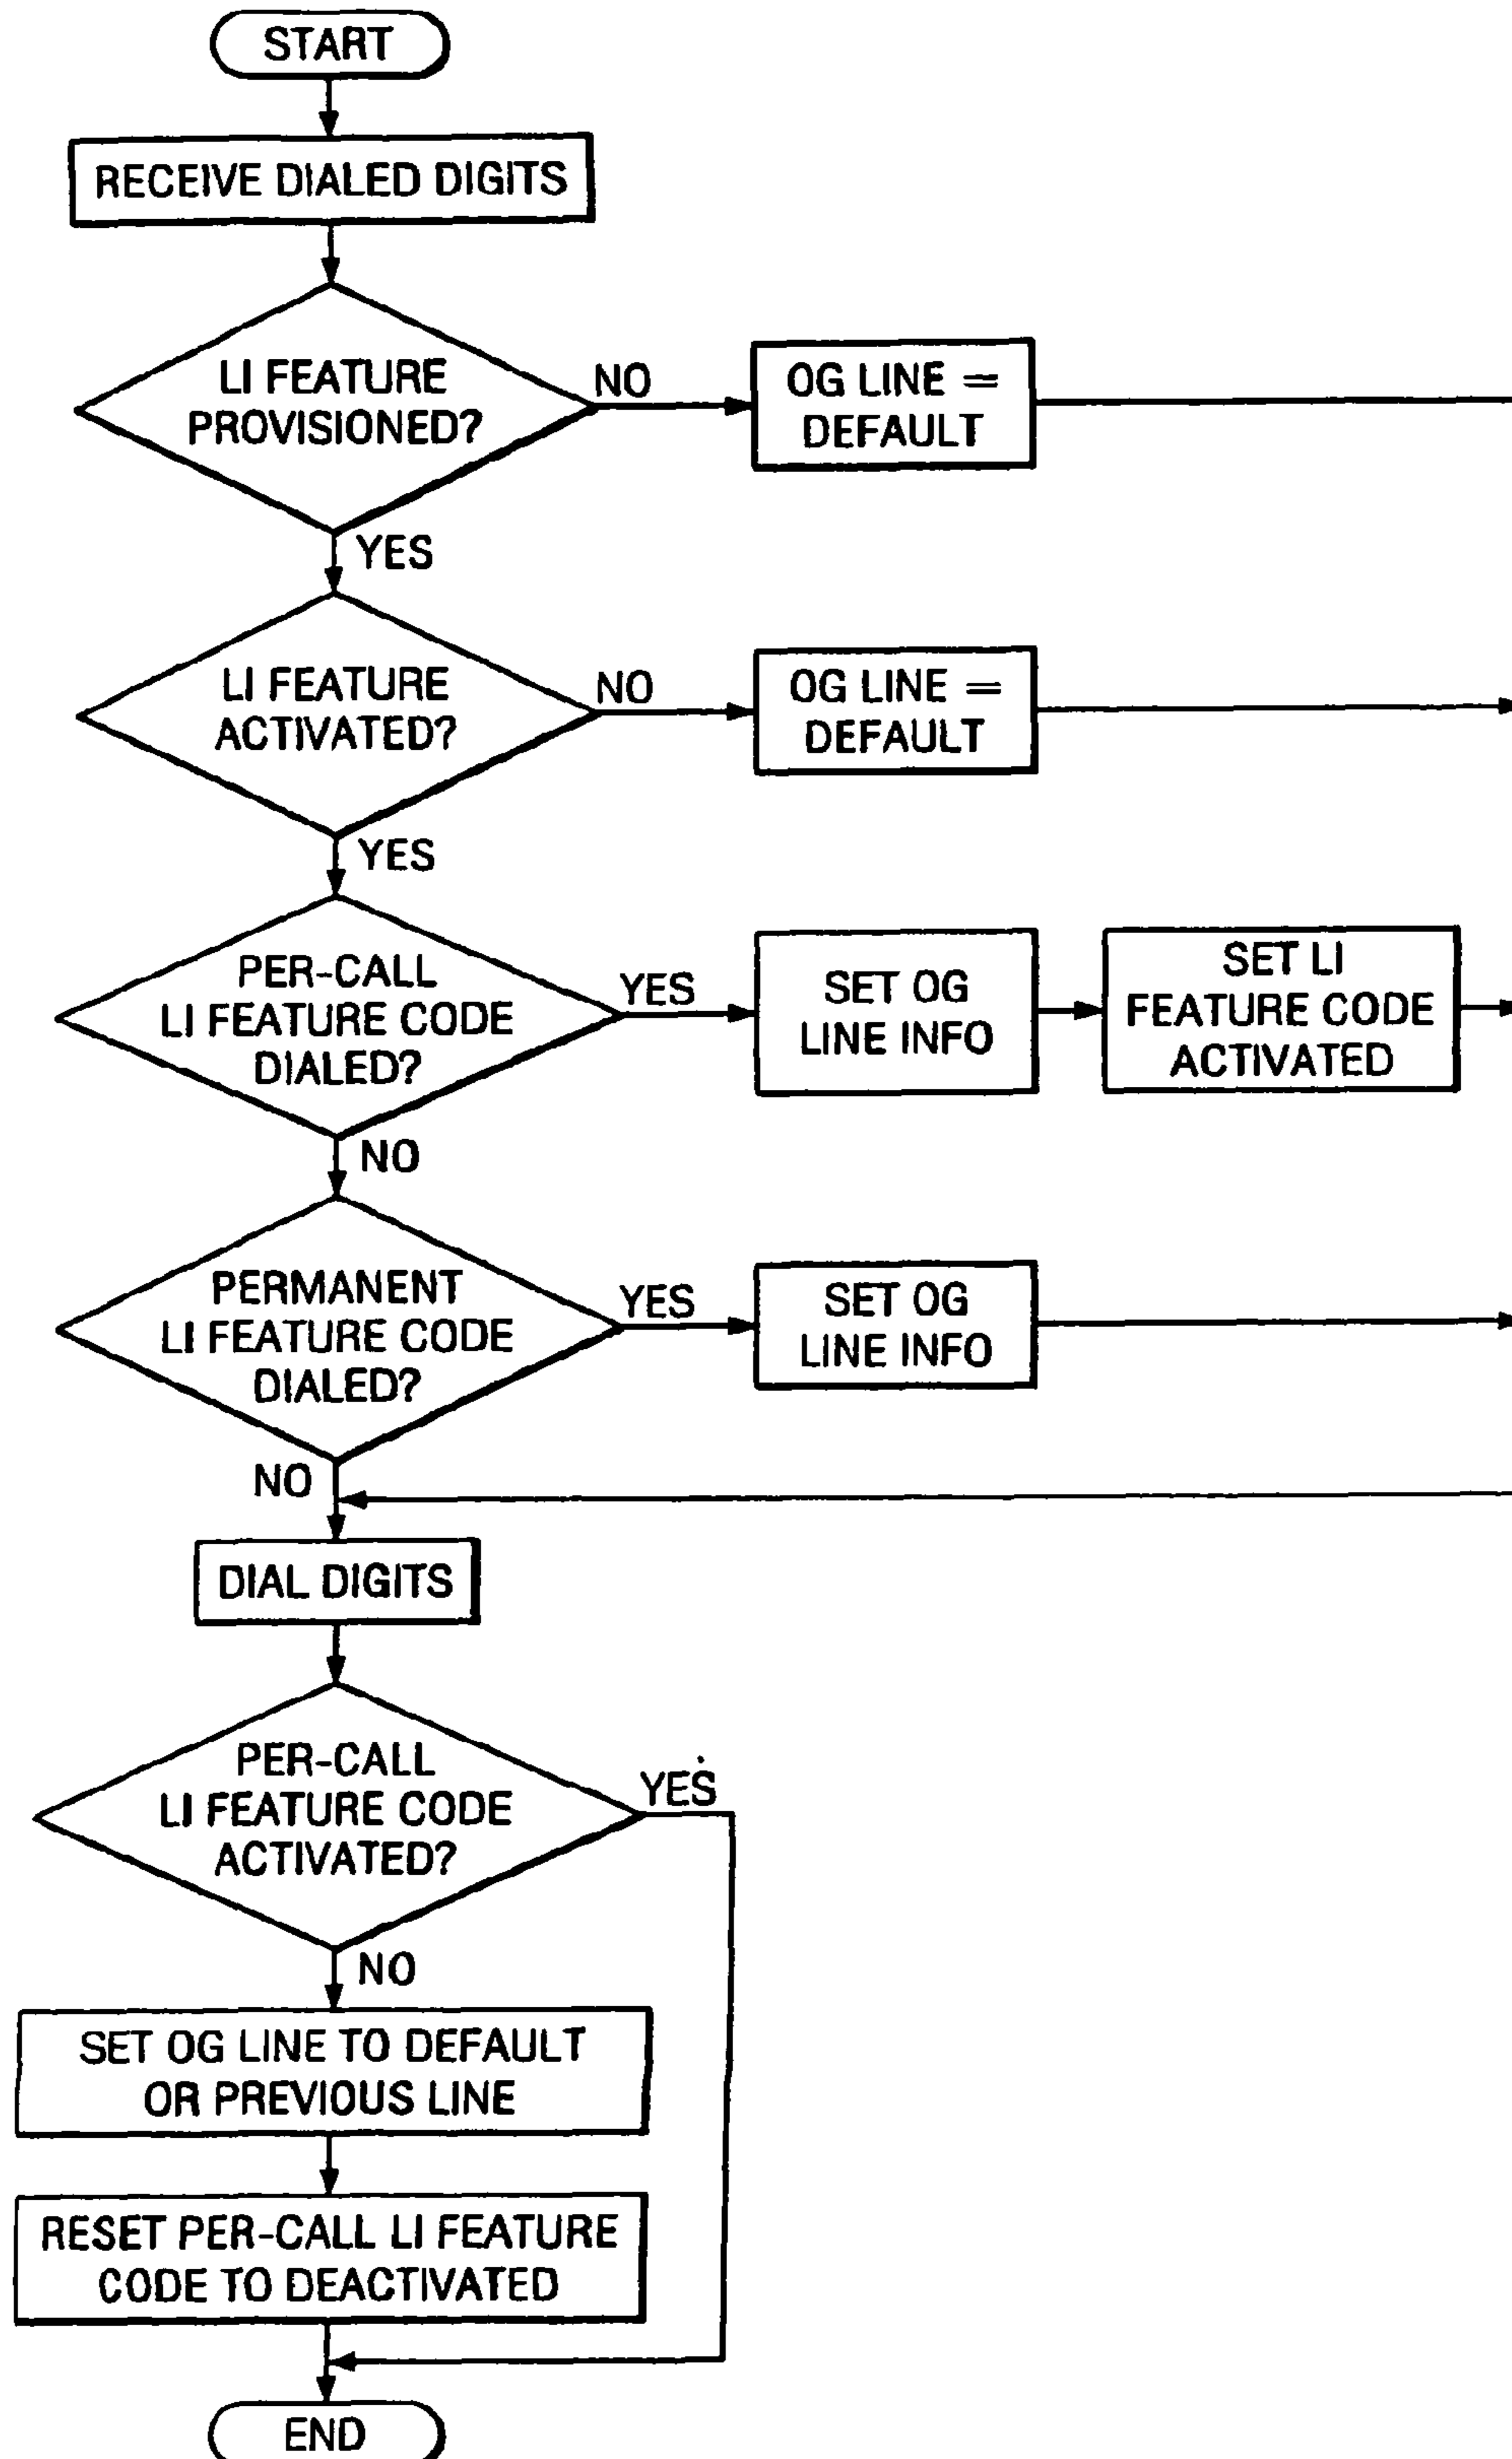 START
RECEIVE DIALED DIGITS
LI FEATURE
PROVISIONED?
NO
OG LINE =
DEFAULT
YES
LI FEATURE
ACTIVATED?
NO
OG LINE =
DEFAULT
YES
PER-CALL
LI FEATURE CODE
DIALED?
YES
SET OG
LINE INFO
SET LI
FEATURE CODE
ACTIVATED
NO
PERMANENT
LI FEATURE CODE
DIALED?
YES
SET OG
LINE INFO
NO
DIAL DIGITS
PER-CALL
LI FEATURE CODE
ACTIVATED?
YES
NO
SET OG LINE TO DEFAULT
OR PREVIOUS LINE
RESET PER-CALL LI FEATURE
CODE TO DEACTIVATED
END